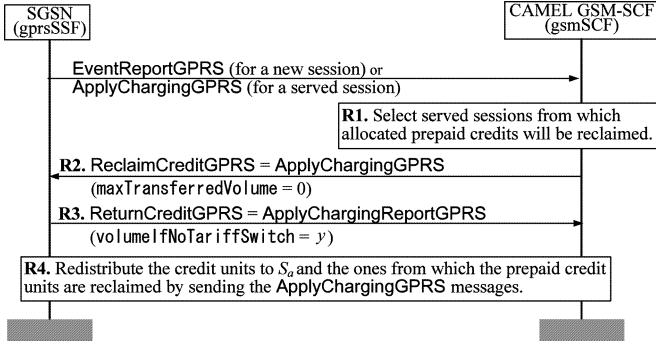 SGSN
(gprsSSF)
CAMEL GSM-SCF
(gsmSCF)
EventReportGPRS (for a new session) or
ApplyChargingGPRS (for a served session)
R1. Select served sessions from which
allocated prepaid credits will be reclaimed.
R2. ReclaimCreditGPRS = ApplyChargingGPRS
(maxTransferredVolume = 0)
R3. ReturnCreditGPRS = ApplyChargingReportGPRS
(volumeIfNoTariffSwitch = y)
R4. Redistribute the credit units to Sa and the ones from which the prepaid credit
units are reclaimed by sending the ApplyChargingGPRS messages.